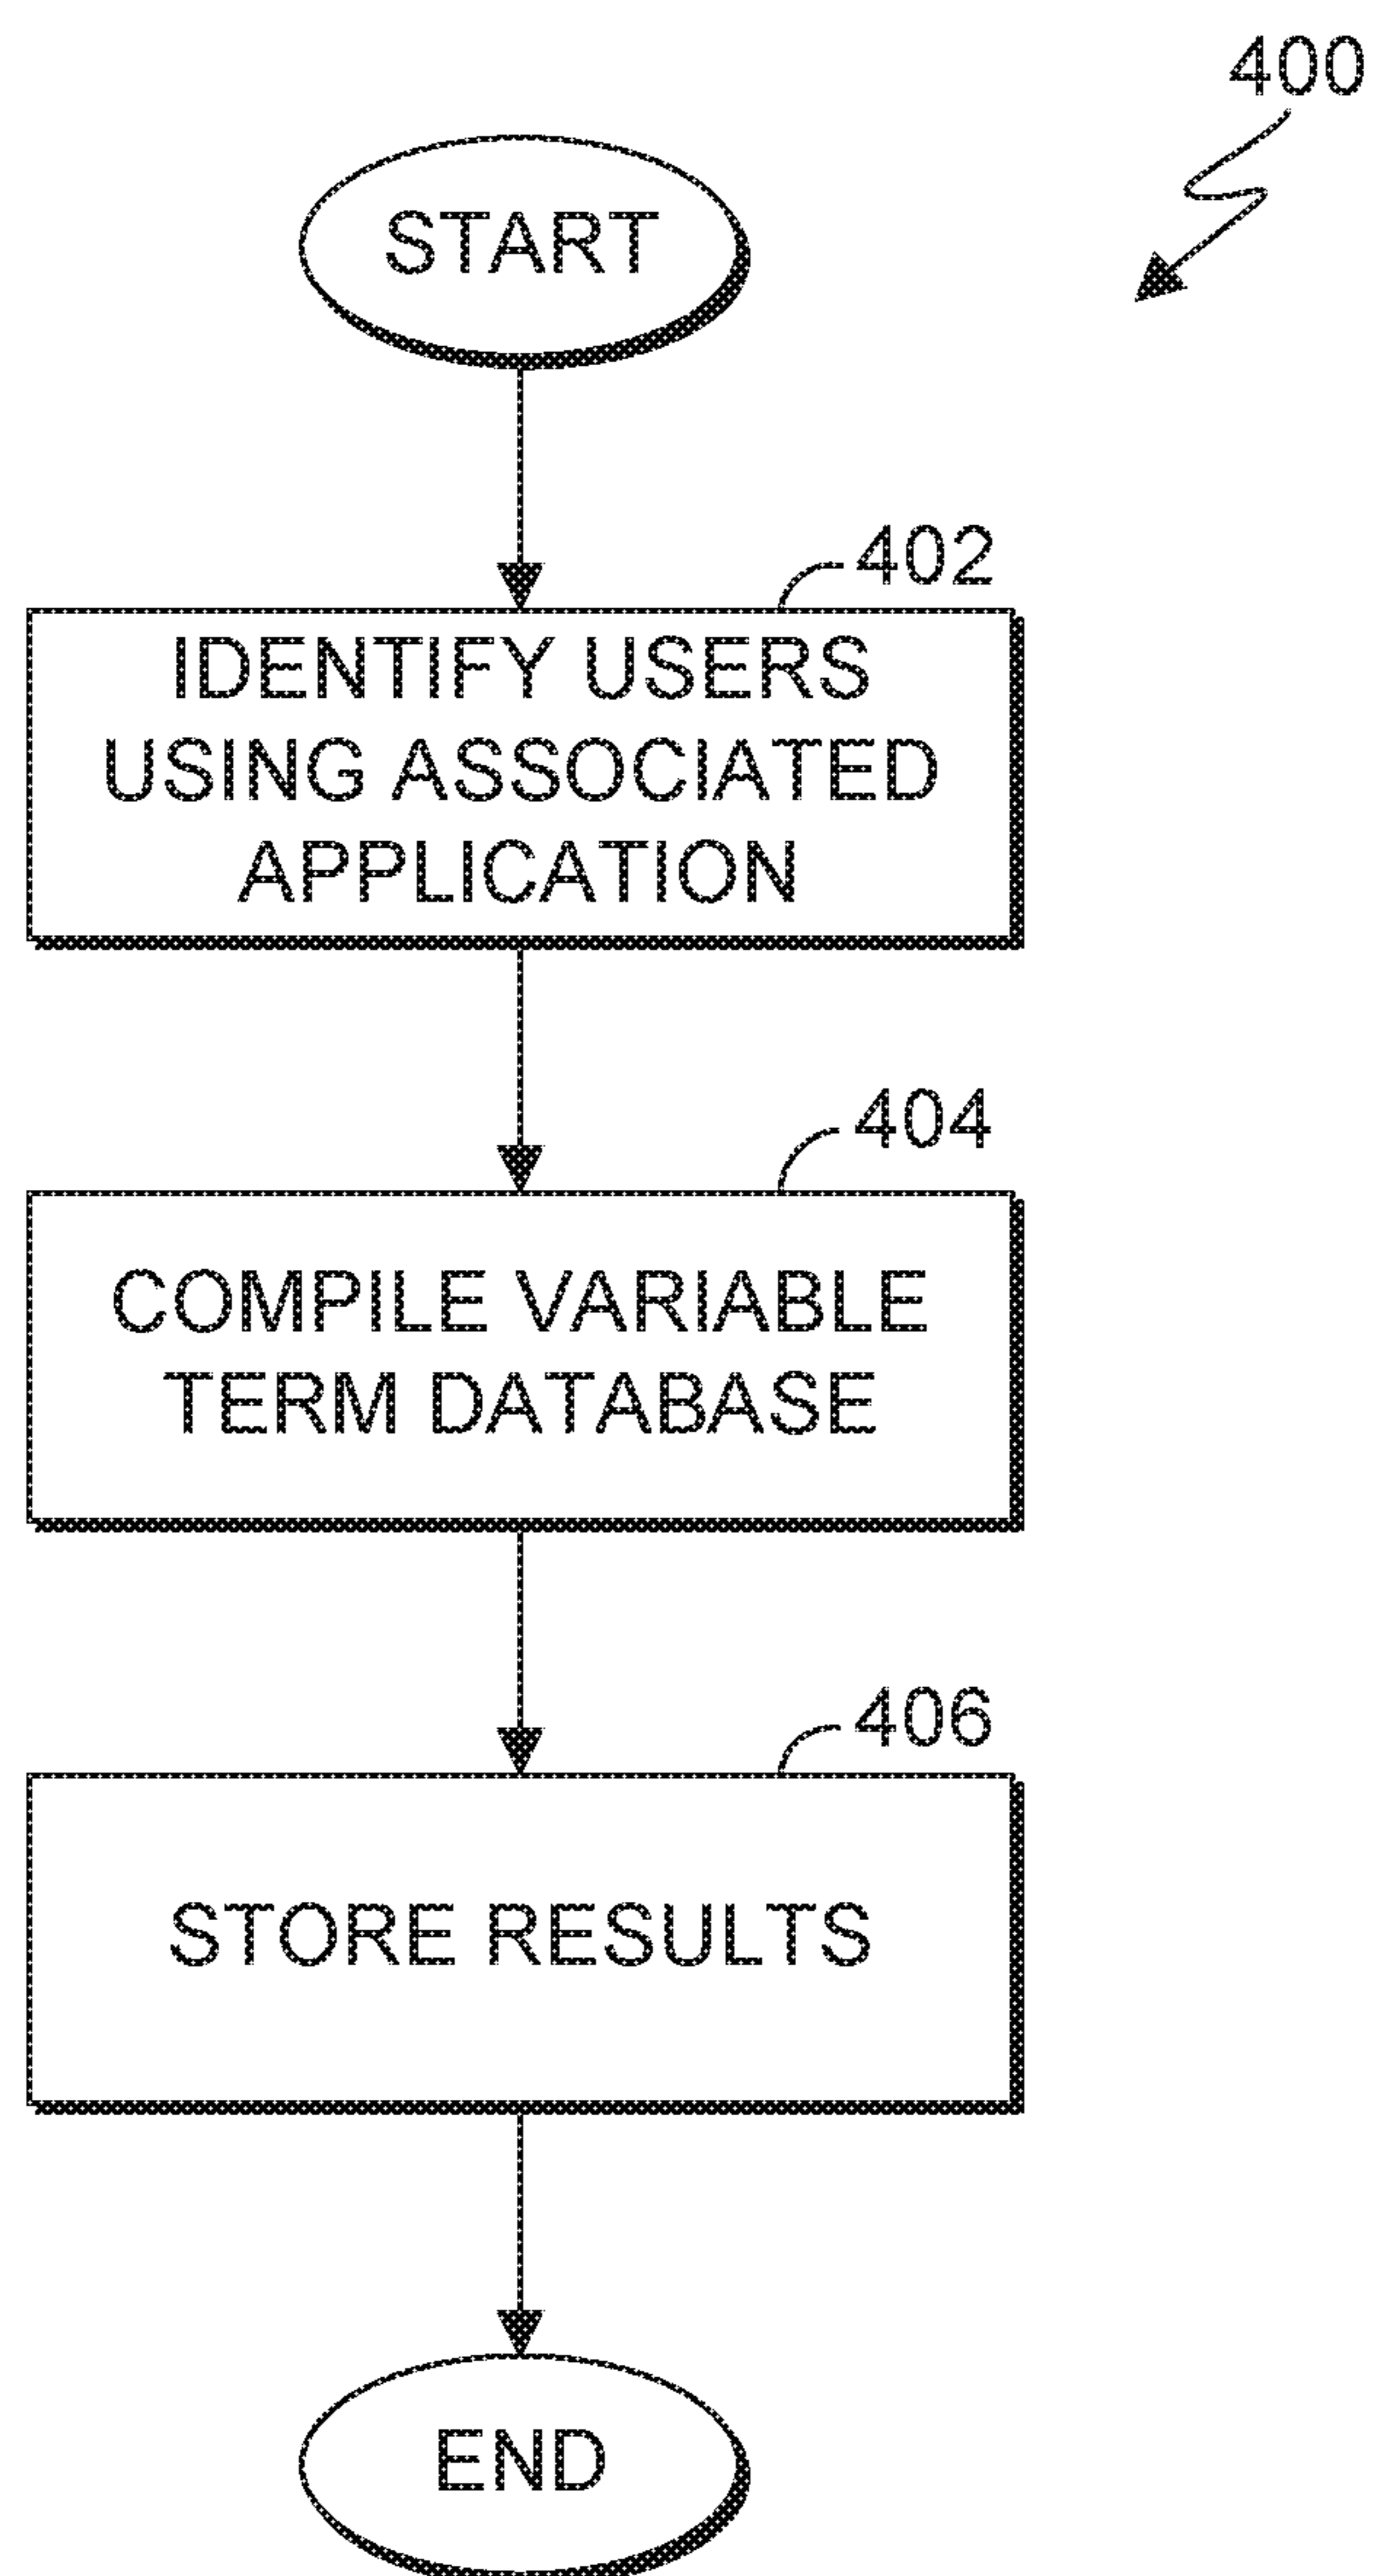 400
START
402
IDENTIFY USERS
USING ASSOCIATED
APPLICATION
404
COMPILE VARIABLE
TERM DATABASE
406
STORE RESULTS
END